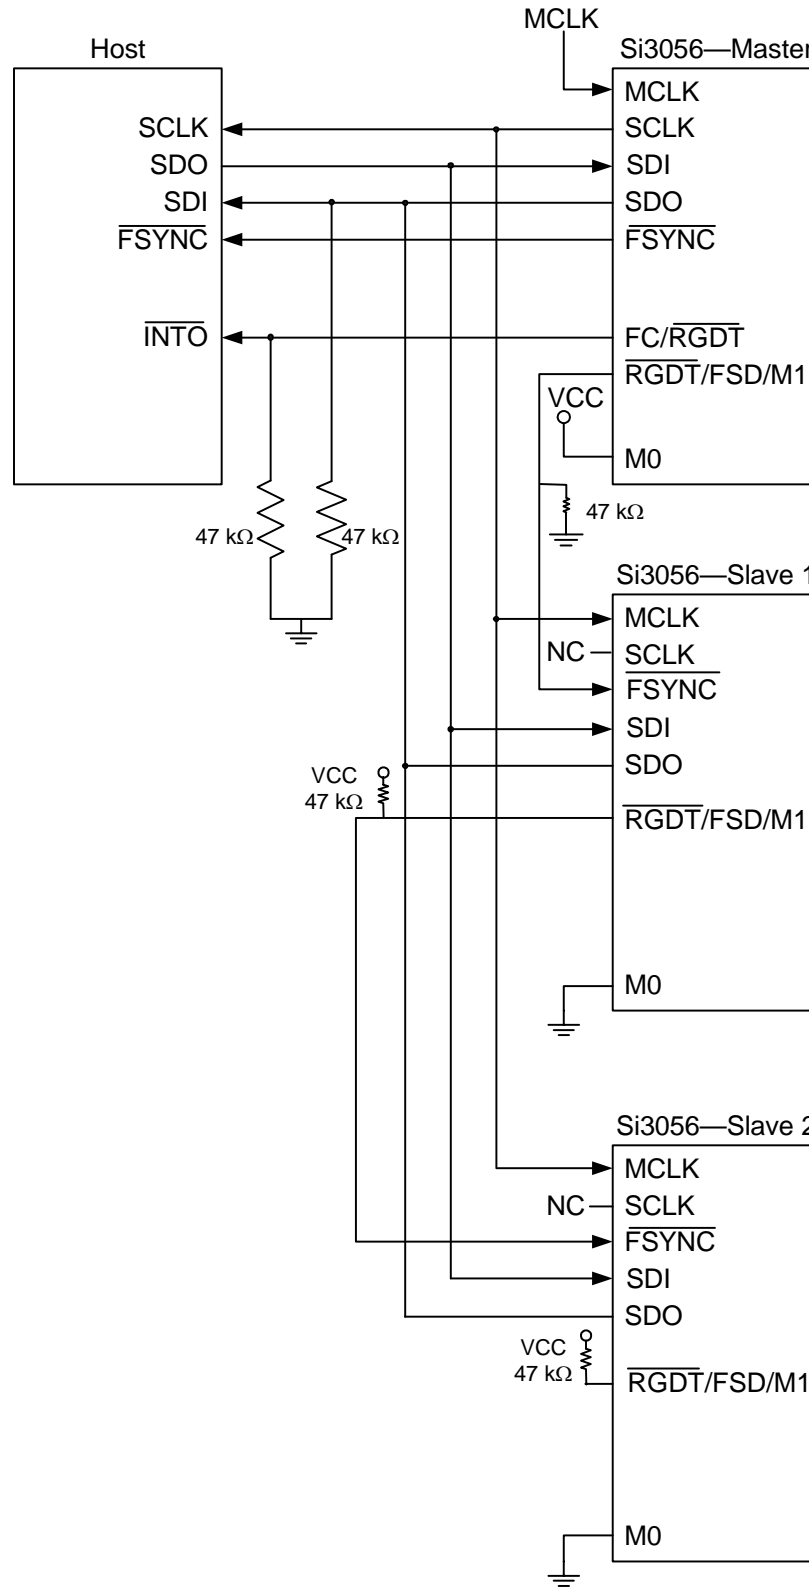 MCLK
Host
Si3056—Master
MCLK
SCLK
SCLK
SDO
SDI
SDI
SDO
FSYNC
FSYNC
INTO
FC/RGDT
RGDT/FSD/M1
VCC
M0
47 kΩ
47 kΩ
47 kΩ
Si3056—Slave 1
MCLK
NC
SCLK
FSYNC
SDI
SDO
VCC
47 kΩ
RGDT/FSD/M1
M0
Si3056—Slave 2
MCLK
NC
SCLK
FSYNC
SDI
SDO
VCC
47 kΩ
RGDT/FSD/M1
M0